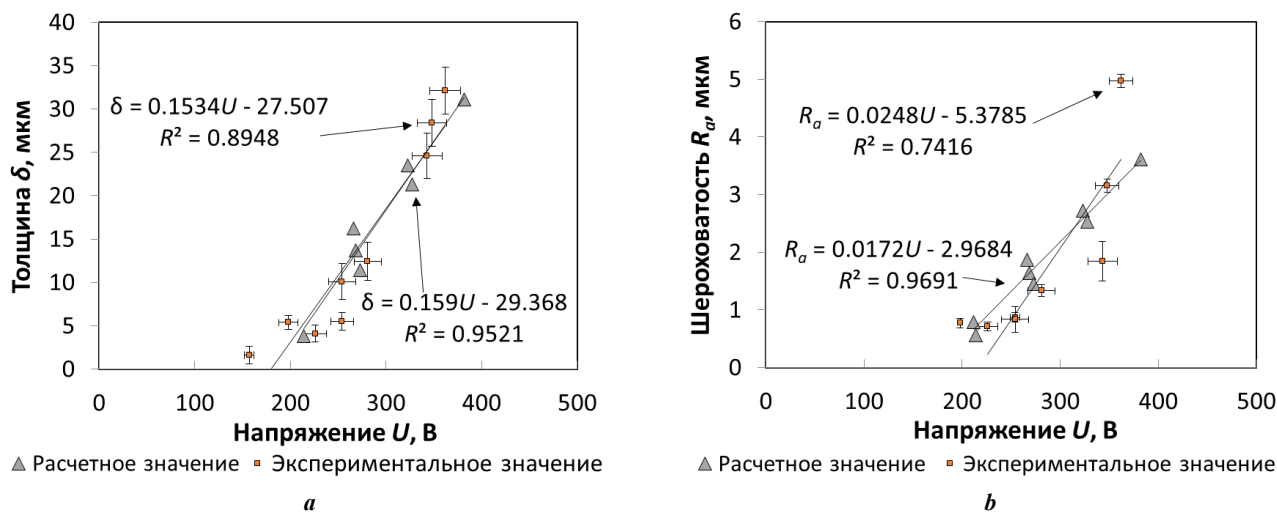 40
35
30
25
20
15
10
5
0
Толщина δ, мкм
δ = 0.1534U - 27.507
R² = 0.8948
δ = 0.159U - 29.368
R² = 0.9521
0 100 200 300 400 500
Напряжение U, В
Расчетное значение Экспериментальное значение
a
6
5
4
3
2
1
0
Шероховатость Rₐ, мкм
Rₐ = 0.0248U - 5.3785
R² = 0.7416
Rₐ = 0.0172U - 2.9684
R² = 0.9691
0 100 200 300 400 500
Напряжение U, В
Расчетное значение Экспериментальное значение
b